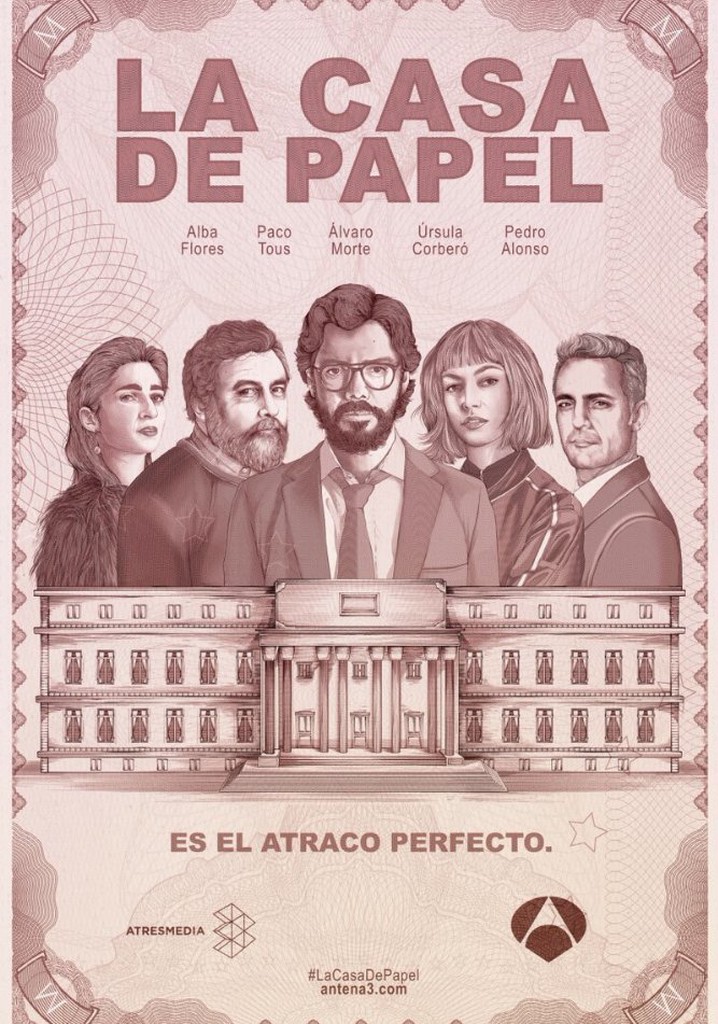 M
M
LA CASA
DE PAPEL
Alba Paco Álvaro Úrsula Pedro
Flores Tous Morte Corberó Alonso
ES EL ATRACO PERFECTO.
ATRESMEDIA
#LaCasaDePapel
antena3.com
M
M